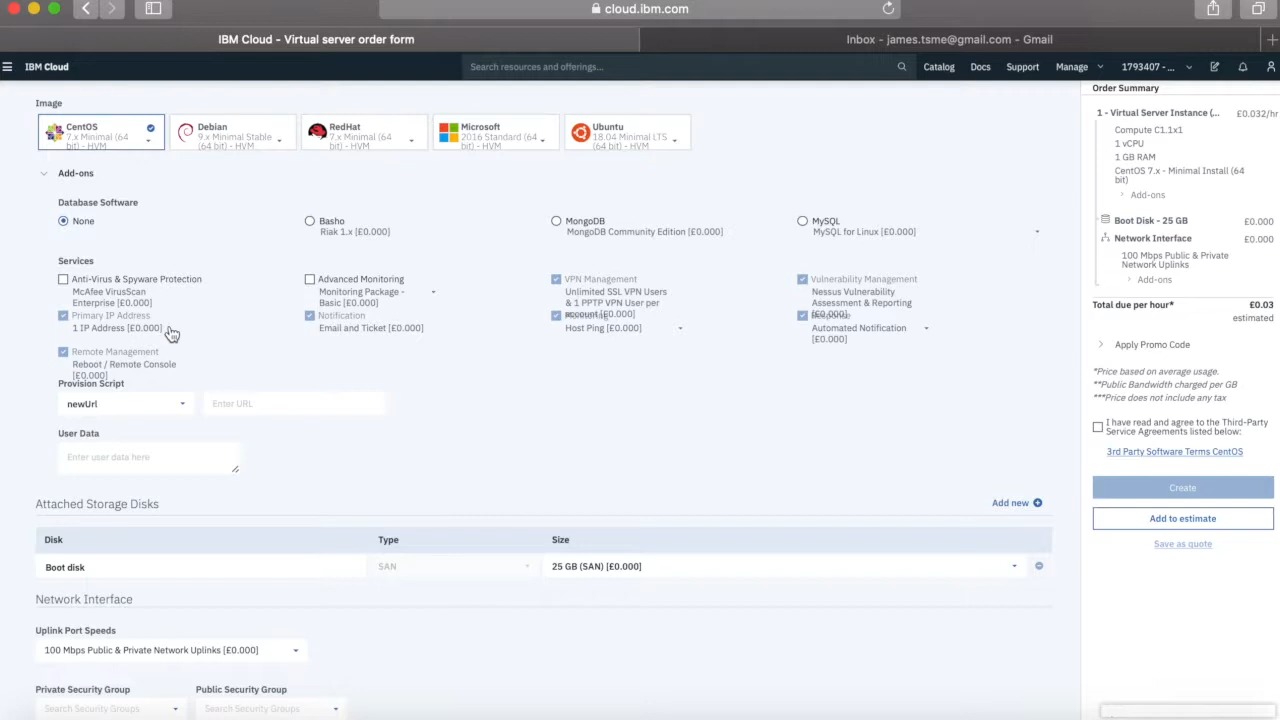 cloud.ibm.com
IBM Cloud - Virtual server order form
Inbox - james.tsme@gmail.com - Gmail
IBM Cloud
Search resources and offerings...
Catalog
Docs
Support
Manage
1793407 - ...
Image
CentOS
7.x Minimal (64
bit) - HVM
Debian
9.x Minimal Stable
(64 bit) - HVM
RedHat
7.x Minimal (64
bit) - HVM
Microsoft
2016 Standard (64
bit) - HVM
Ubuntu
18.04 Minimal LTS
(64 bit) - HVM
Add-ons
Database Software
None
Basho
Riak 1.x [£0.000]
MongoDB
MongoDB Community Edition [£0.000]
MySQL
MySQL for Linux [£0.000]
Services
Anti-Virus & Spyware Protection
McAfee VirusScan
Enterprise [£0.000]
Advanced Monitoring
Monitoring Package -
Basic [£0.000]
VPN Management
Unlimited SSL VPN Users
& 1 PPTP VPN User per
Vulnerability Management
Nessus Vulnerability
Assessment & Reporting
[£0.000]
Primary IP Address
1 IP Address [£0.000]
Notification
Email and Ticket [£0.000]
Monitoring
Host Ping [£0.000]
Response
Automated Notification
[£0.000]
Remote Management
Reboot / Remote Console
[£0.000]
Provision Script
newUrl
Enter URL
User Data
Enter user data here
Attached Storage Disks
Add new
Disk
Type
Size
Boot disk
SAN
25 GB (SAN) [£0.000]
Network Interface
Uplink Port Speeds
100 Mbps Public & Private Network Uplinks [£0.000]
Private Security Group
Public Security Group
Search Security Groups
Search Security Groups
Order Summary
1 - Virtual Server Instance (...
£0.032/hr
Compute C1.1x1
1 vCPU
1 GB RAM
CentOS 7.x - Minimal Install (64
bit)
Add-ons
Boot Disk - 25 GB
£0.000
Network Interface
£0.000
100 Mbps Public & Private
Network Uplinks
Add-ons
Total due per hour*
£0.03
estimated
Apply Promo Code
*Price based on average usage.
**Public Bandwidth charged per GB
***Price does not include any tax
I have read and agree to the Third-Party
Service Agreements listed below:
3rd Party Software Terms CentOS
Create
Add to estimate
Save as quote